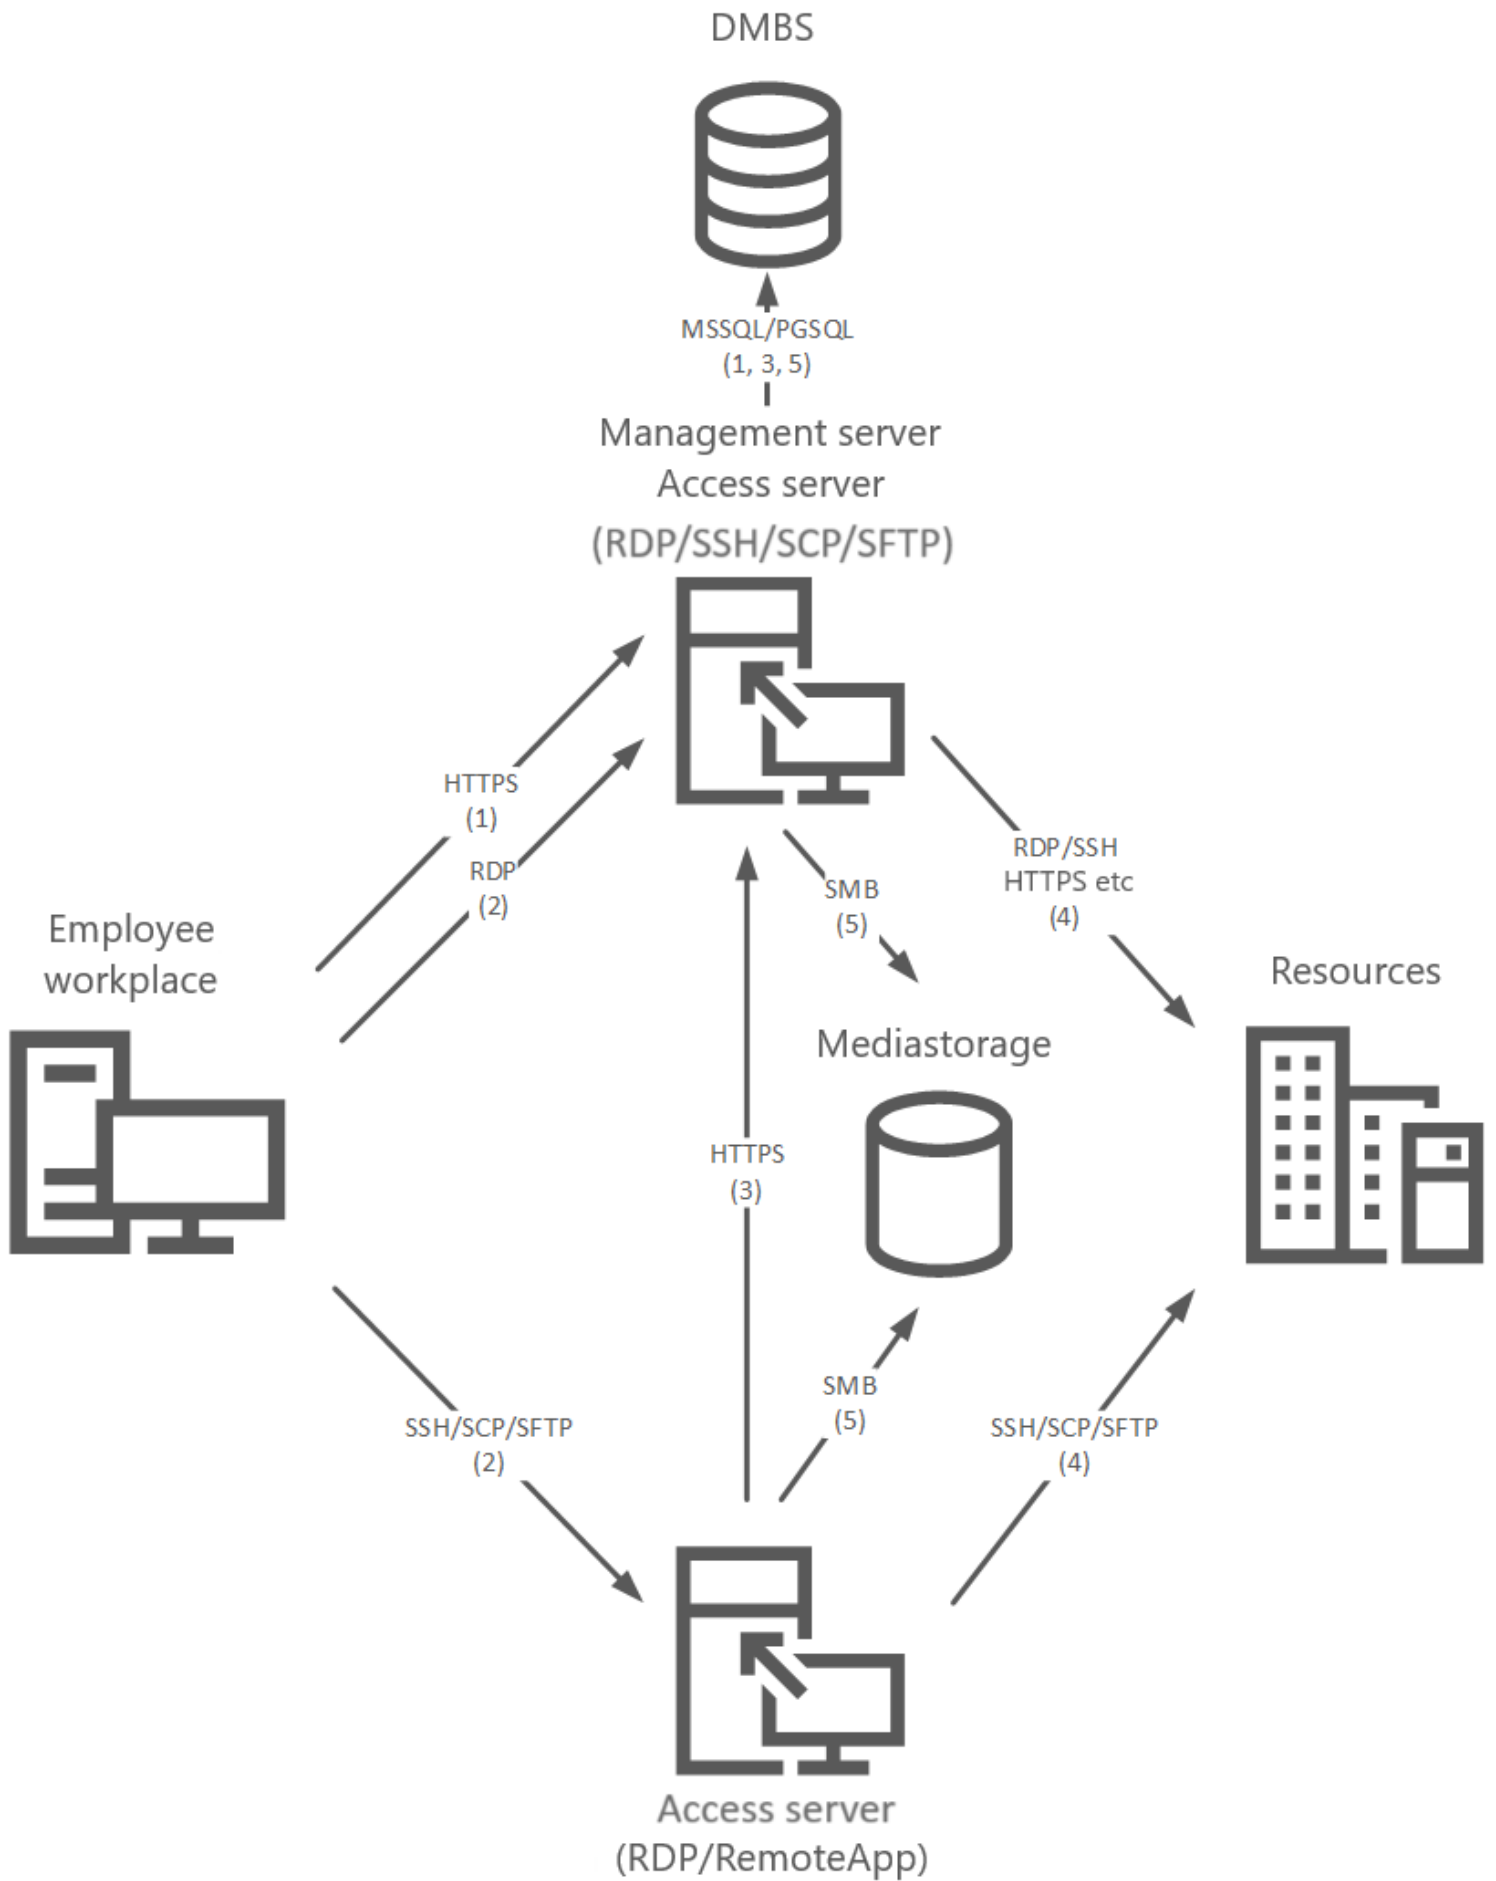 DMBS
MSSQL/PGSQL
(1, 3, 5)
Management server
Access server
(RDP/SSH/SCP/SFTP)
HTTPS
(1)
RDP
(2)
SMB
(5)
RDP/SSH
HTTPS etc
(4)
Employee
workplace
Resources
Mediastorage
HTTPS
(3)
SMB
(5)
SSH/SCP/SFTP
(2)
SSH/SCP/SFTP
(4)
Access server
(RDP/RemoteApp)